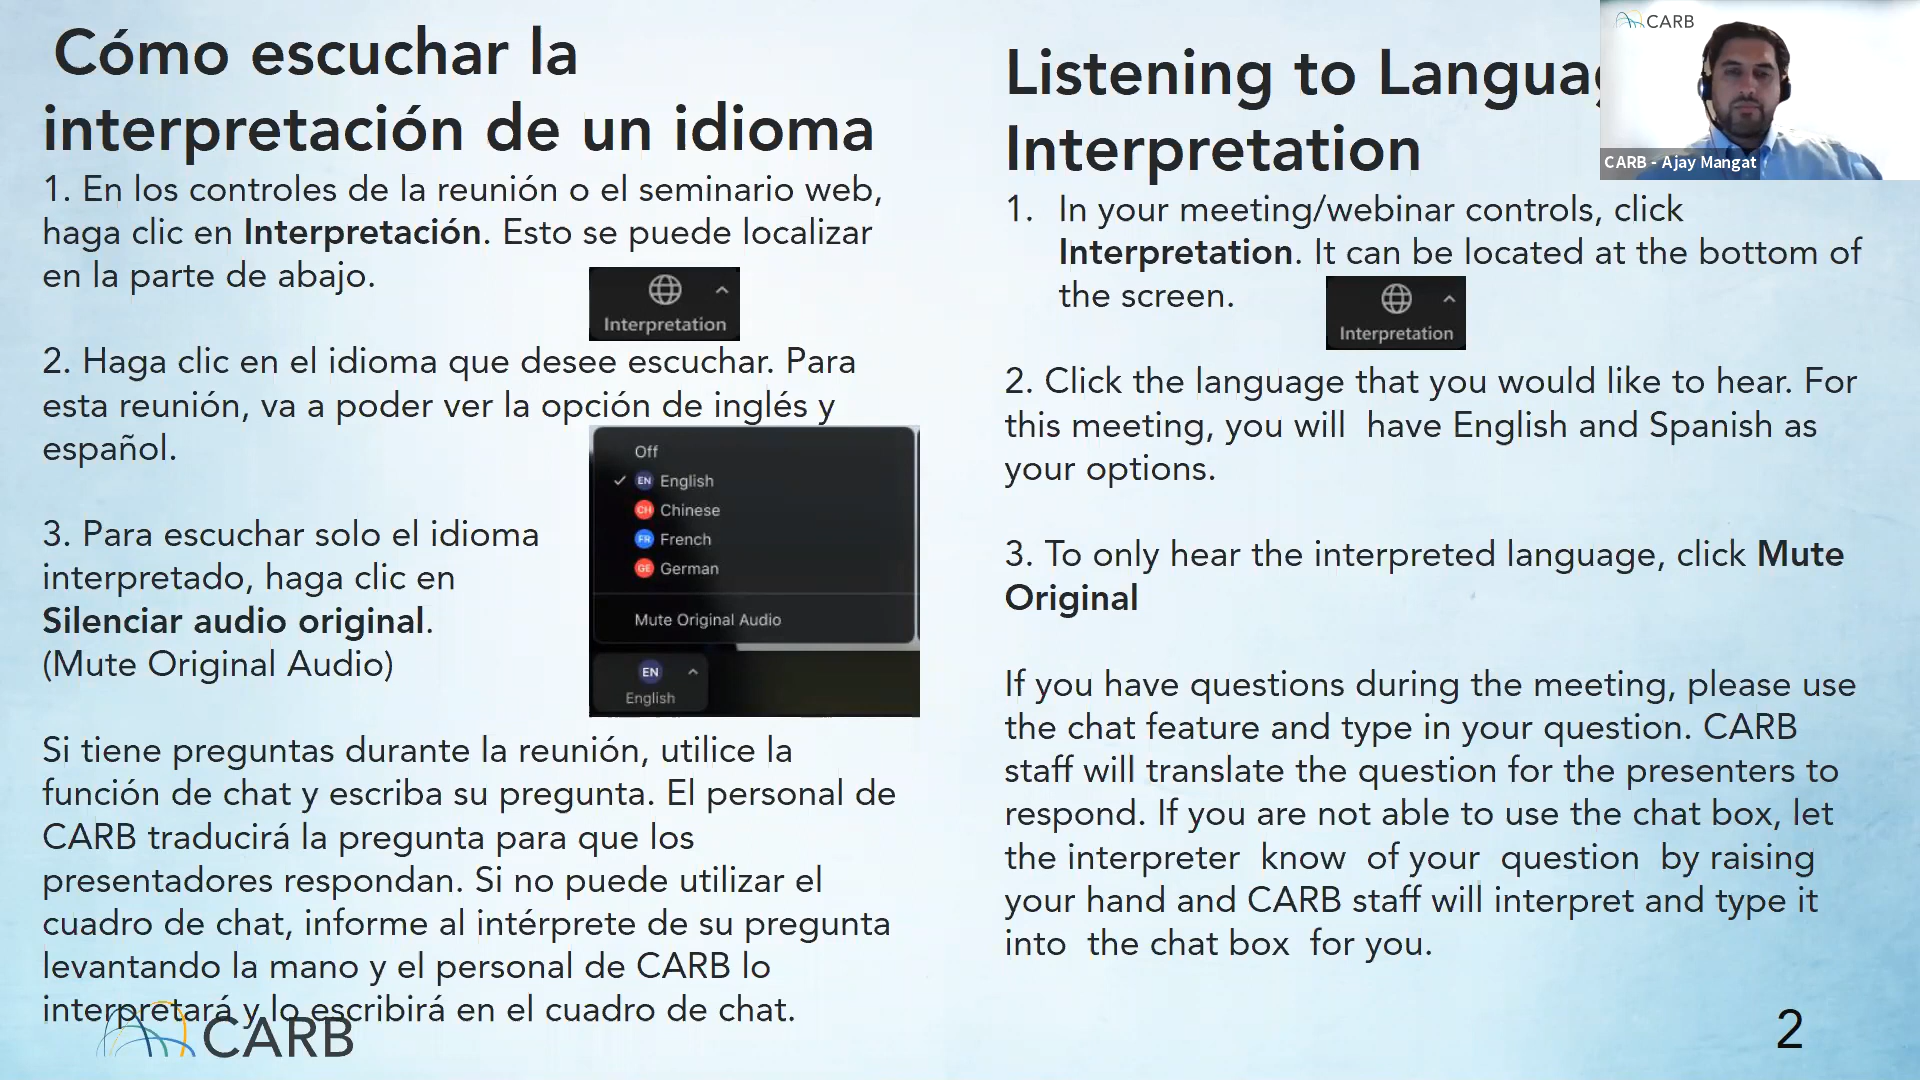 Cómo escuchar la
interpretación de un idioma
1. En los controles de la reunión o el seminario web,
haga clic en Interpretación. Esto se puede localizar
en la parte de abajo.
Interpretation
2. Haga clic en el idioma que desee escuchar. Para
esta reunión, va a poder ver la opción de inglés y
español.
Off
EN English
CH Chinese
FR French
GE German
Mute Original Audio
EN
English
3. Para escuchar solo el idioma
interpretado, haga clic en
Silenciar audio original.
(Mute Original Audio)
Si tiene preguntas durante la reunión, utilice la
función de chat y escriba su pregunta. El personal de
CARB traducirá la pregunta para que los
presentadores respondan. Si no puede utilizar el
cuadro de chat, informe al intérprete de su pregunta
levantando la mano y el personal de CARB lo
interpretará y lo escribirá en el cuadro de chat.
CARB
Listening to Langua
Interpretation
1. In your meeting/webinar controls, click
Interpretation. It can be located at the bottom of
the screen.
Interpretation
2. Click the language that you would like to hear. For
this meeting, you will have English and Spanish as
your options.
3. To only hear the interpreted language, click Mute
Original
If you have questions during the meeting, please use
the chat feature and type in your question. CARB
staff will translate the question for the presenters to
respond. If you are not able to use the chat box, let
the interpreter know of your question by raising
your hand and CARB staff will interpret and type it
into the chat box for you.
2
CARB
CARB - Ajay Mangat